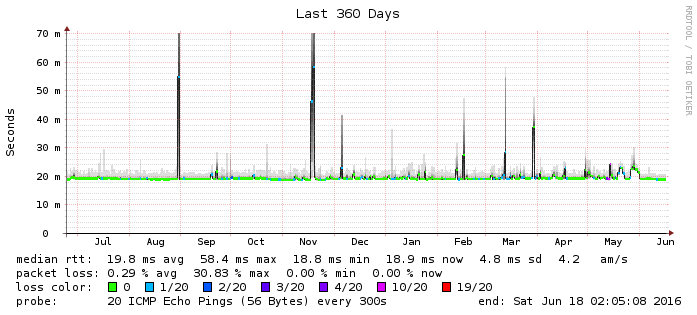 Last 360 Days
RRDTOOL / TOBI OETIKER
Seconds
70 m
60 m
50 m
40 m
30 m
20 m
10 m
0
Jul Aug Sep Oct Nov Dec Jan Feb Mar Apr May Jun
median rtt: 19.8 ms avg 58.4 ms max 18.8 ms min 18.9 ms now 4.8 ms sd 4.2 am/s
packet loss: 0.29 % avg 30.83 % max 0.00 % min 0.00 % now
loss color: 0 1/20 2/20 3/20 4/20 10/20 19/20
probe: 20 ICMP Echo Pings (56 Bytes) every 300s end: Sat Jun 18 02:05:08 2016